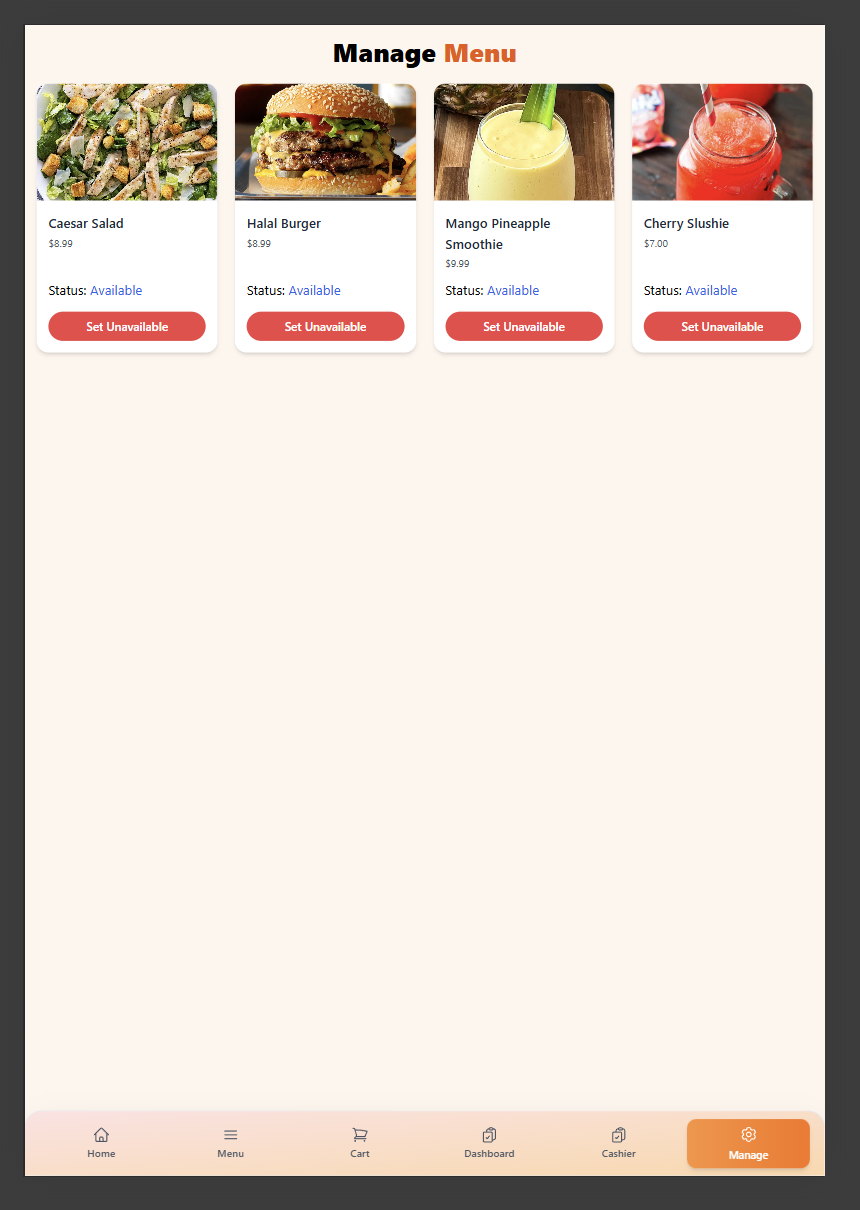 Manage Menu
Caesar Salad
$8.99
Status: Available
Set Unavailable
Halal Burger
$8.99
Status: Available
Set Unavailable
Mango Pineapple
Smoothie
$9.99
Status: Available
Set Unavailable
Cherry Slushie
$7.00
Status: Available
Set Unavailable
Home
Menu
Cart
Dashboard
Cashier
Manage